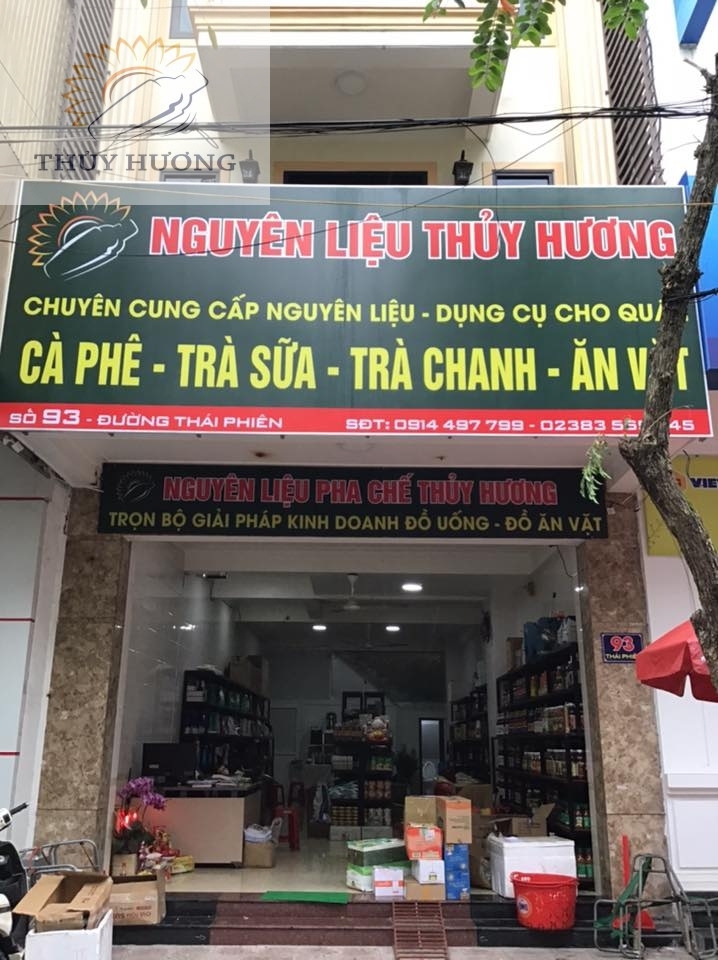 THỦY HƯƠNG
NGUYÊN LIỆU THỦY HƯƠNG
CHUYÊN CUNG CẤP NGUYÊN LIỆU - DỤNG CỤ CHO
CÀ PHÊ - TRÀ SỮA - TRÀ CHANH - ĂN VẶT
SỐ 93 - ĐƯỜNG THÁI PHIÊN SĐT: 0914 497 799 - 02383
NGUYÊN LIỆU PHA CHẾ THỦY HƯƠNG
TRỌN BỘ GIẢI PHÁP KINH DOANH ĐỒ UỐNG - ĐỒ ĂN VẶT
93
THÁI PHIÊN